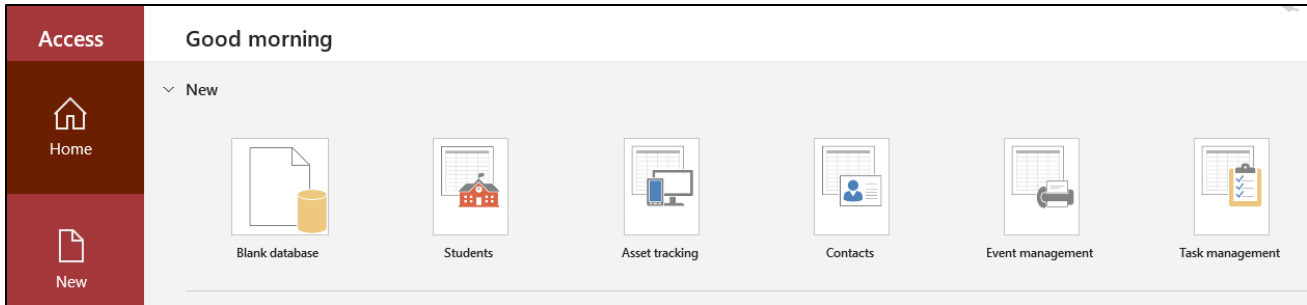 Access
Good morning
New
Home
Blank database
Students
Asset tracking
Contacts
Event management
Task management
New